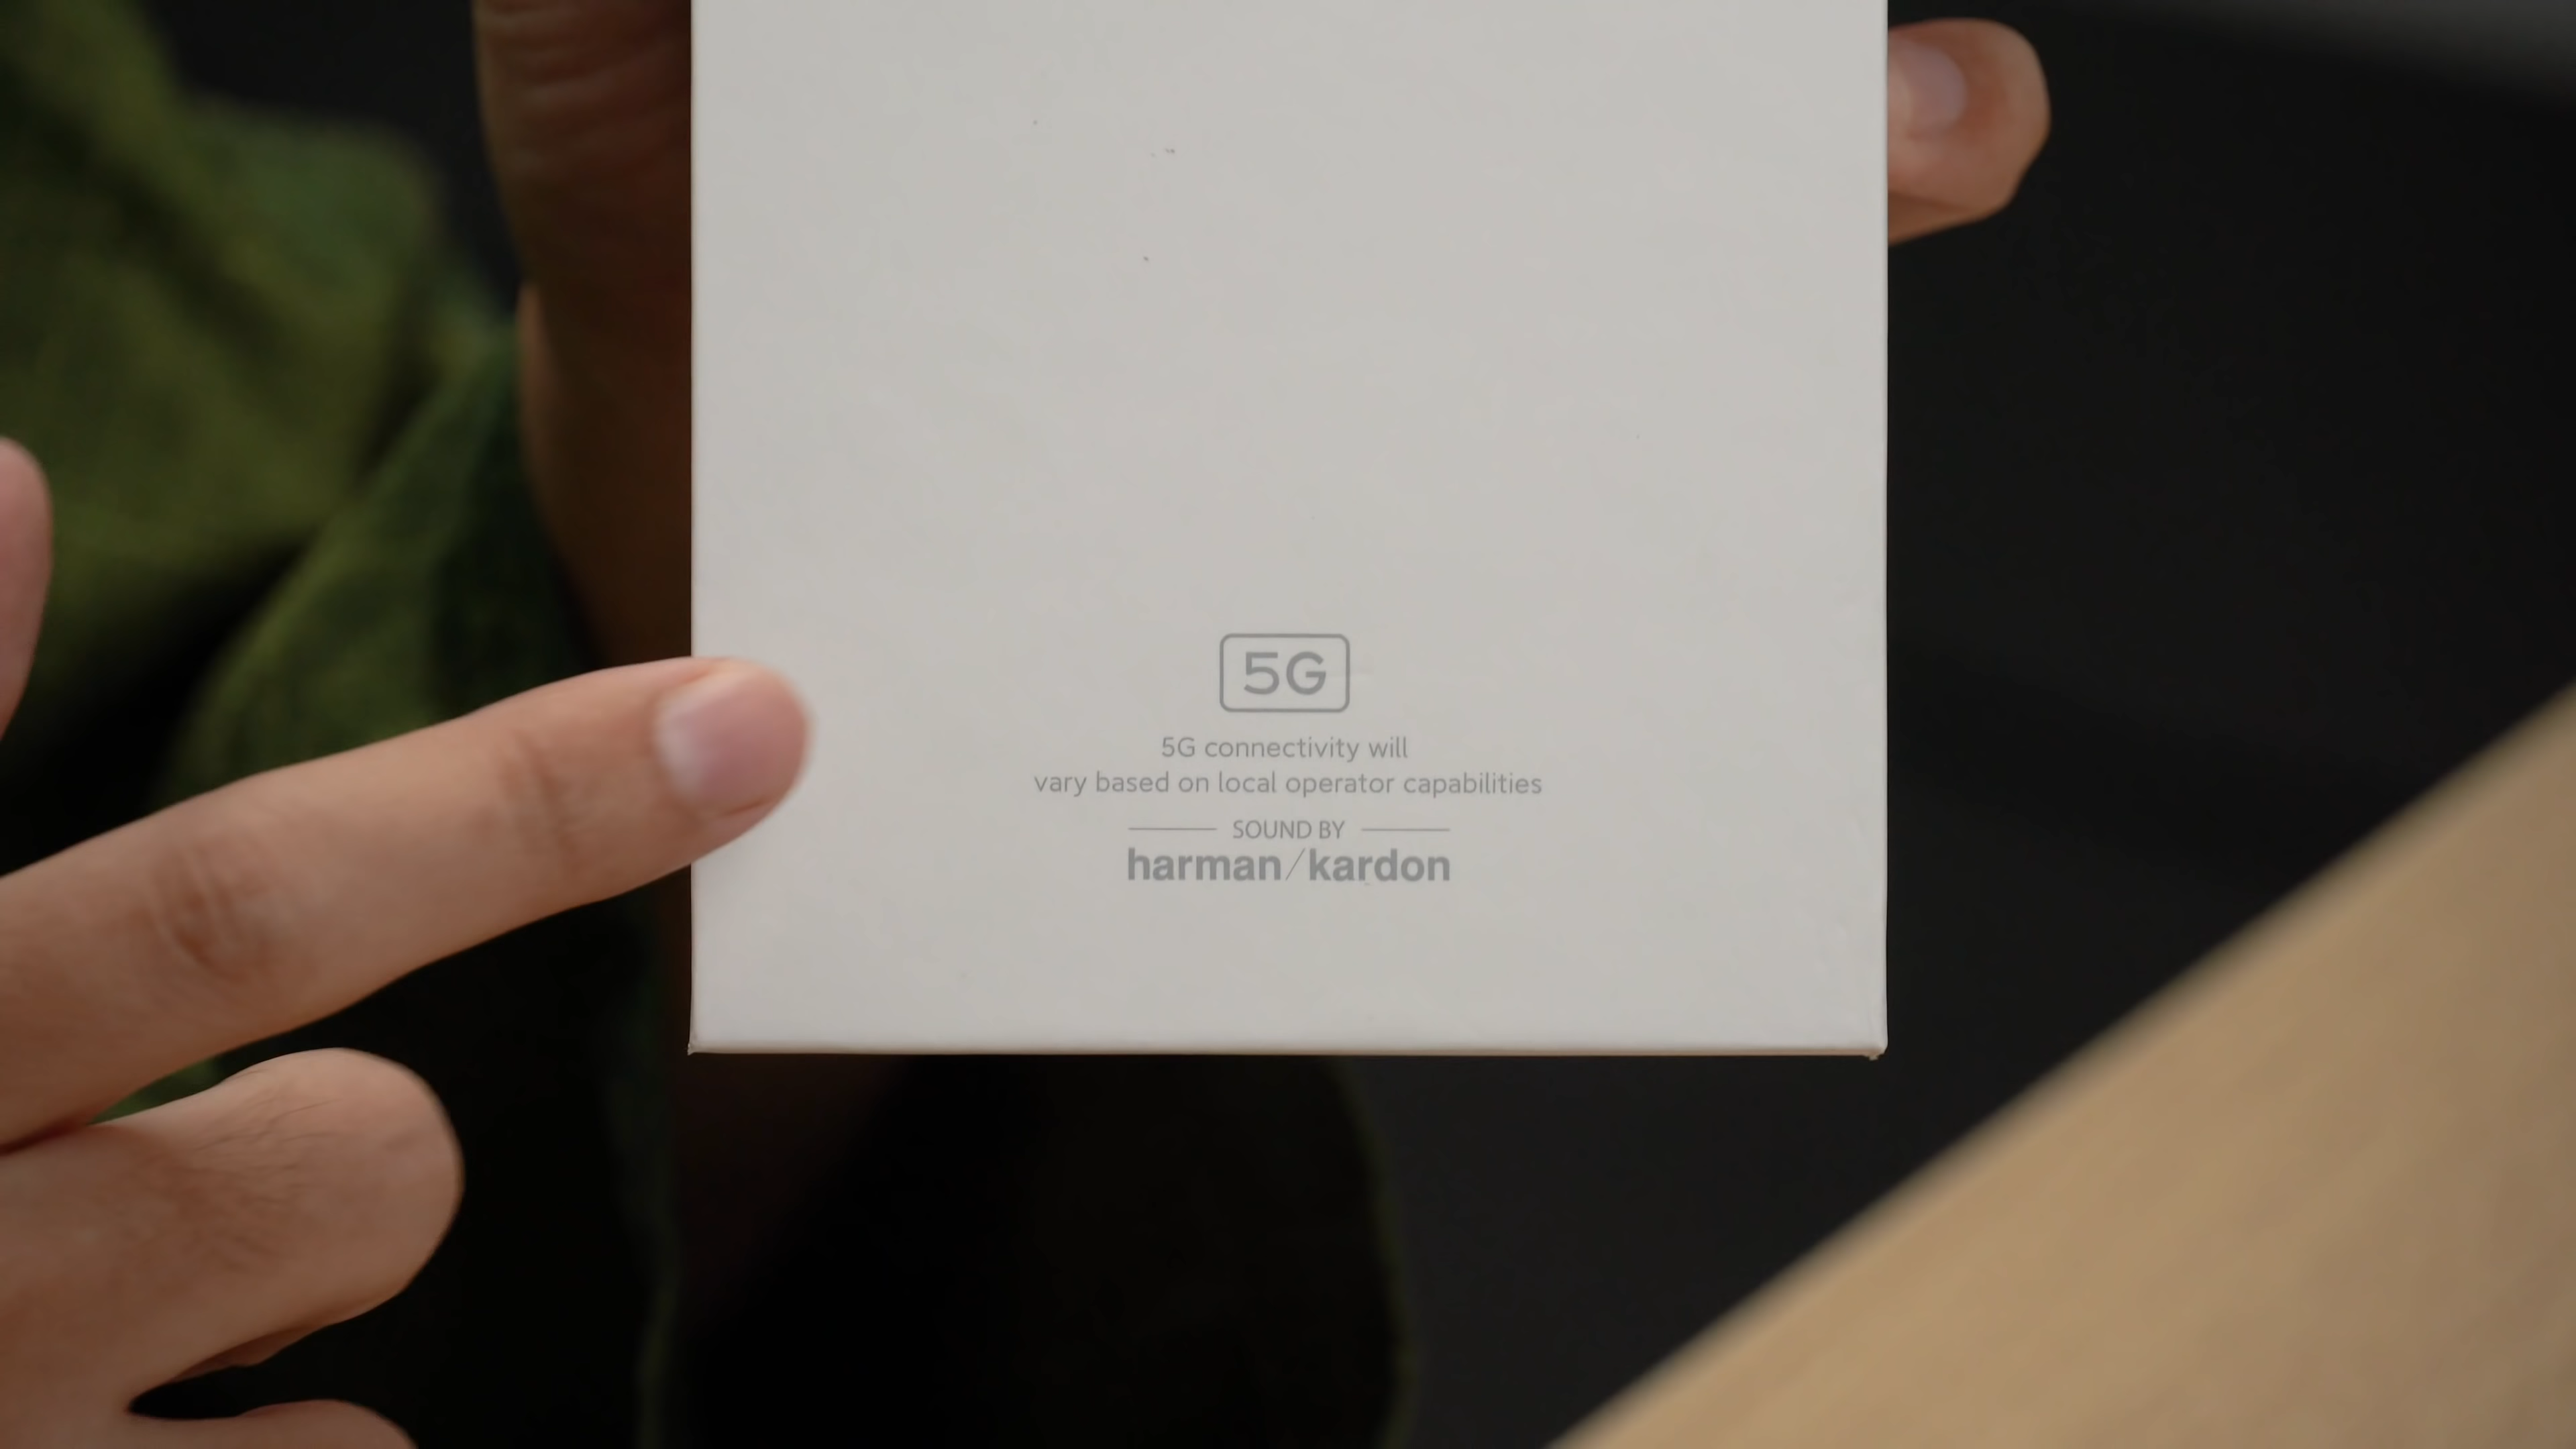 5G
5G connectivity will
vary based on local operator capabilities
SOUND BY
harman/kardon